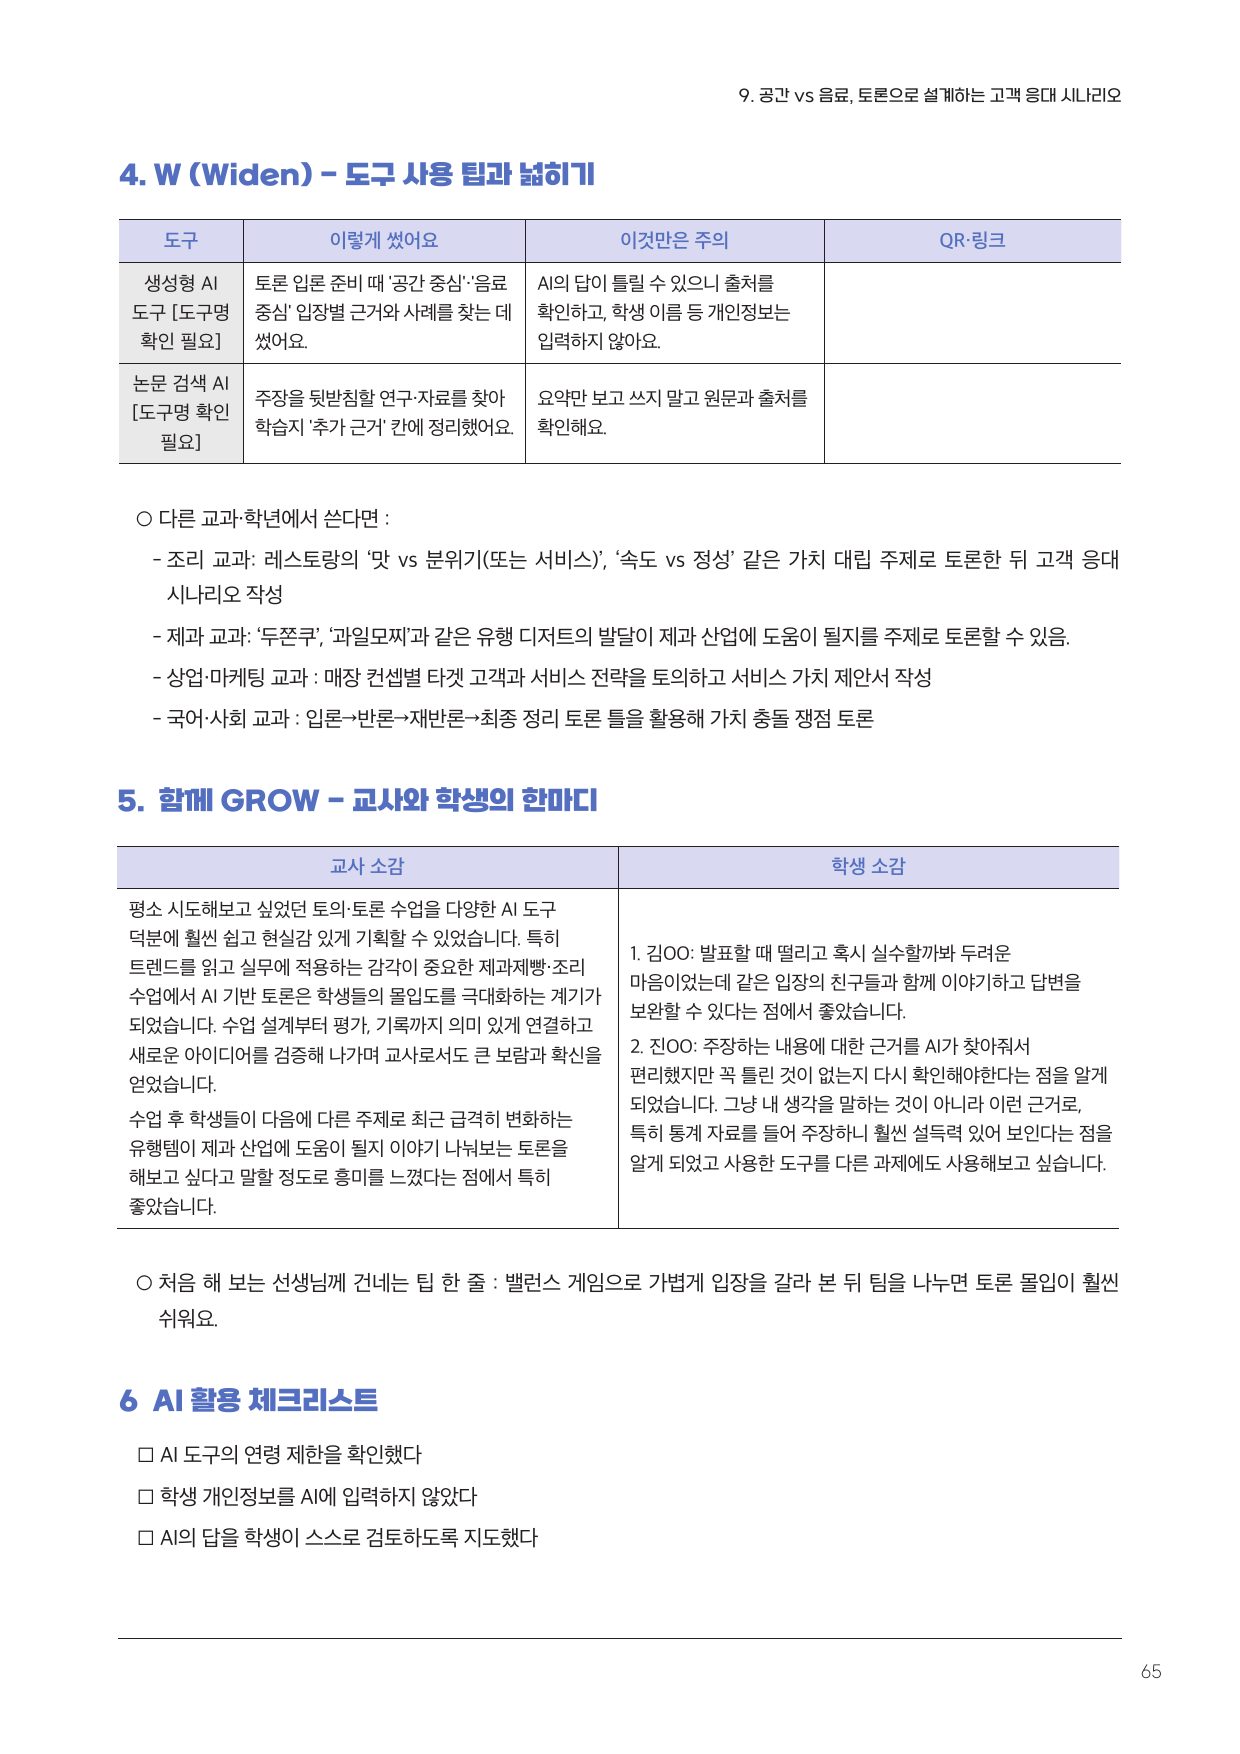 9. 공간 vs 음료, 토론으로 설계하는 고객 응대 시나리오
4. W (Widen) – 도구 사용 팁과 넓히기
도구
이렇게 썼어요
이것만은 주의
QR·링크
생성형 AI
도구 [도구명
확인 필요]
토론 입론 준비 때 '공간 중심'·'음료
중심' 입장별 근거와 사례를 찾는 데
썼어요.
AI의 답이 틀릴 수 있으니 출처를
확인하고, 학생 이름 등 개인정보는
입력하지 않아요.
논문 검색 AI
[도구명 확인
필요]
주장을 뒷받침할 연구·자료를 찾아
학습지 '추가 근거' 칸에 정리했어요.
요약만 보고 쓰지 말고 원문과 출처를
확인해요.
○ 다른 교과·학년에서 쓴다면 :
– 조리 교과: 레스토랑의 ‘맛 vs 분위기(또는 서비스)’, ‘속도 vs 정성’ 같은 가치 대립 주제로 토론한 뒤 고객 응대
시나리오 작성
– 제과 교과: ‘두쫀쿠’, ‘과일모찌’과 같은 유행 디저트의 발달이 제과 산업에 도움이 될지를 주제로 토론할 수 있음.
– 상업·마케팅 교과 : 매장 컨셉별 타겟 고객과 서비스 전략을 토의하고 서비스 가치 제안서 작성
– 국어·사회 교과 : 입론→반론→재반론→최종 정리 토론 틀을 활용해 가치 충돌 쟁점 토론
5. 함께 GROW – 교사와 학생의 한마디
교사 소감
학생 소감
평소 시도해보고 싶었던 토의·토론 수업을 다양한 AI 도구
덕분에 훨씬 쉽고 현실감 있게 기획할 수 있었습니다. 특히
트렌드를 읽고 실무에 적용하는 감각이 중요한 제과제빵·조리
수업에서 AI 기반 토론은 학생들의 몰입도를 극대화하는 계기가
되었습니다. 수업 설계부터 평가, 기록까지 의미 있게 연결하고
새로운 아이디어를 검증해 나가며 교사로서도 큰 보람과 확신을
얻었습니다.
수업 후 학생들이 다음에 다른 주제로 최근 급격히 변화하는
유행템이 제과 산업에 도움이 될지 이야기 나눠보는 토론을
해보고 싶다고 말할 정도로 흥미를 느꼈다는 점에서 특히
좋았습니다.
1. 김OO: 발표할 때 떨리고 혹시 실수할까봐 두려운
마음이었는데 같은 입장의 친구들과 함께 이야기하고 답변을
보완할 수 있다는 점에서 좋았습니다.
2. 진OO: 주장하는 내용에 대한 근거를 AI가 찾아줘서
편리했지만 꼭 틀린 것이 없는지 다시 확인해야한다는 점을 알게
되었습니다. 그냥 내 생각을 말하는 것이 아니라 이런 근거로,
특히 통계 자료를 들어 주장하니 훨씬 설득력 있어 보인다는 점을
알게 되었고 사용한 도구를 다른 과제에도 사용해보고 싶습니다.
○ 처음 해 보는 선생님께 건네는 팁 한 줄 : 밸런스 게임으로 가볍게 입장을 갈라 본 뒤 팀을 나누면 토론 몰입이 훨씬
쉬워요.
6 AI 활용 체크리스트
□ AI 도구의 연령 제한을 확인했다
□ 학생 개인정보를 AI에 입력하지 않았다
□ AI의 답을 학생이 스스로 검토하도록 지도했다
65